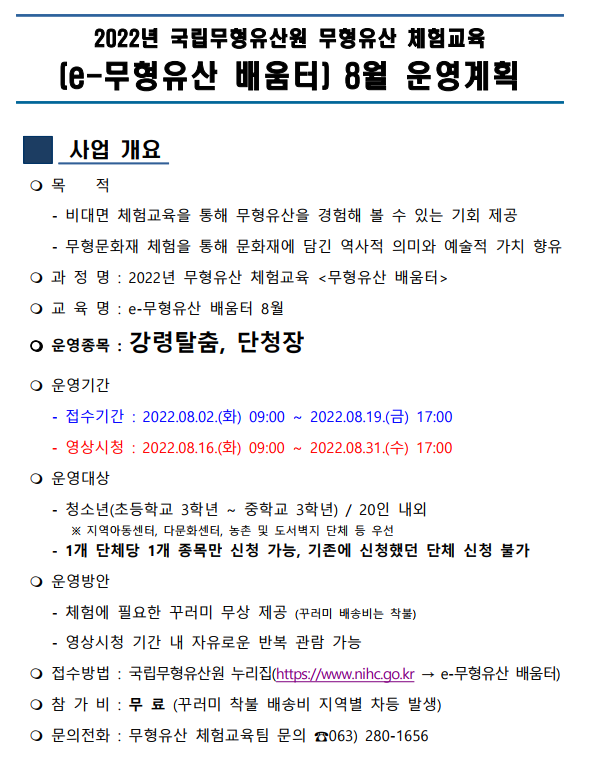 2022년 국립무형유산원 무형유산 체험교육
(e-무형유산 배움터) 8월 운영계획
사업 개요
❍ 목 적
- 비대면 체험교육을 통해 무형유산을 경험해 볼 수 있는 기회 제공
- 무형문화재 체험을 통해 문화재에 담긴 역사적 의미와 예술적 가치 향유
❍ 과 정 명 : 2022년 무형유산 체험교육 <무형유산 배움터>
❍ 교 육 명 : e-무형유산 배움터 8월
❍ 운영종목 : 강령탈춤, 단청장
❍ 운영기간
- 접수기간 : 2022.08.02.(화) 09:00 ~ 2022.08.19.(금) 17:00
- 영상시청 : 2022.08.16.(화) 09:00 ~ 2022.08.31.(수) 17:00
❍ 운영대상
- 청소년(초등학교 3학년 ~ 중학교 3학년) / 20인 내외
※ 지역아동센터, 다문화센터, 농촌 및 도서벽지 단체 등 우선
- 1개 단체당 1개 종목만 신청 가능, 기존에 신청했던 단체 신청 불가
❍ 운영방안
- 체험에 필요한 꾸러미 무상 제공 (꾸러미 배송비는 착불)
- 영상시청 기간 내 자유로운 반복 관람 가능
❍ 접수방법 : 국립무형유산원 누리집(https://www.nihc.go.kr → e-무형유산 배움터)
❍ 참 가 비 : 무 료 (꾸러미 착불 배송비 지역별 차등 발생)
❍ 문의전화 : 무형유산 체험교육팀 문의 ☎063) 280-1656